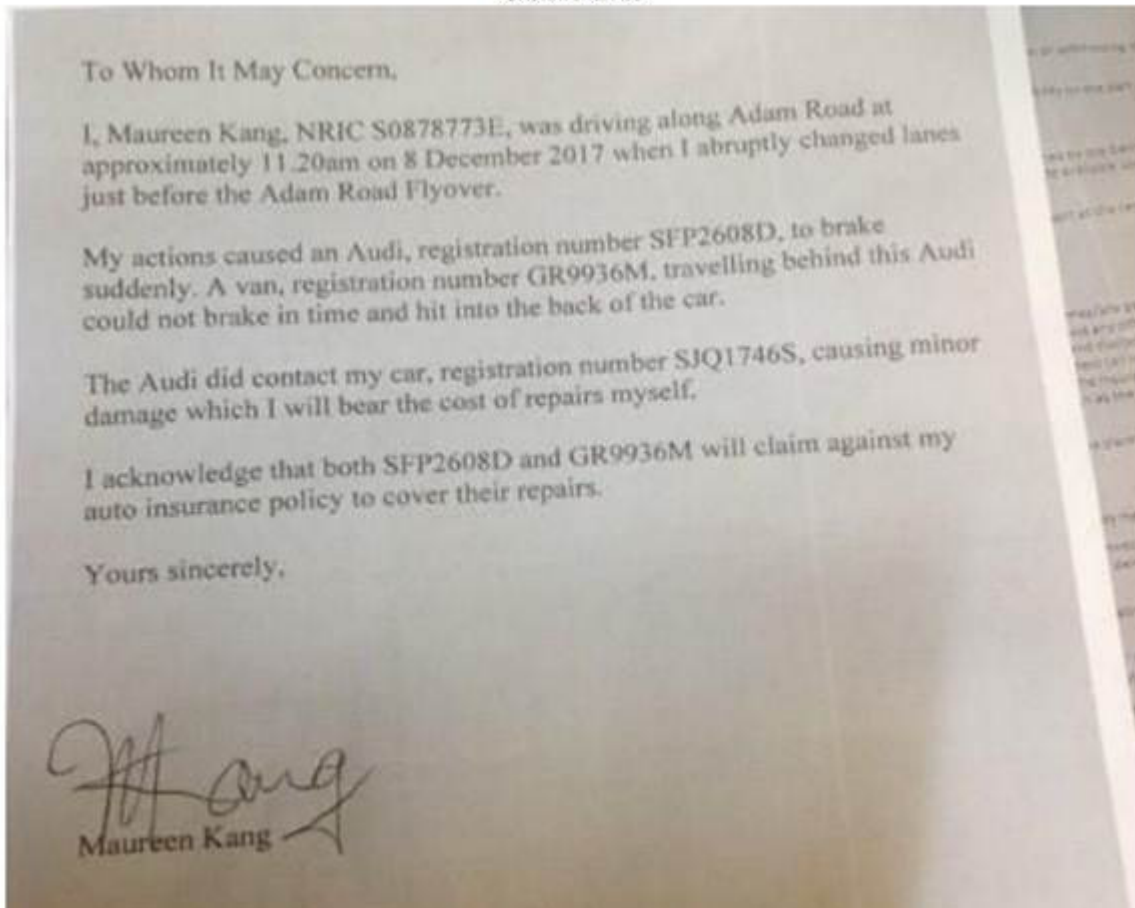 To Whom It May Concern,
I, Maureen Kang, NRIC S0878773E, was driving along Adam Road at
approximately 11.20am on 8 December 2017 when I abruptly changed lanes
just before the Adam Road Flyover.
My actions caused an Audi, registration number SFP2608D, to brake
suddenly. A van, registration number GR9936M, travelling behind this Audi
could not brake in time and hit into the back of the car.
The Audi did contact my car, registration number SJQ1746S, causing minor
damage which I will bear the cost of repairs myself.
I acknowledge that both SFP2608D and GR9936M will claim against my
auto insurance policy to cover their repairs.
Yours sincerely,
MKang
Maureen Kang